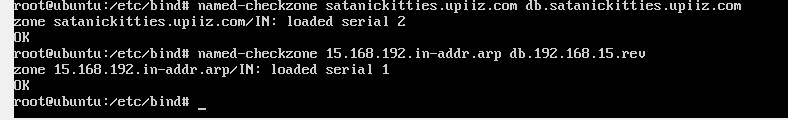 root@ubuntu:/etc/bind# named-checkzone satanickitties.upiiz.com db.satanickitties.upiiz.com
zone satanickitties.upiiz.com/IN: loaded serial 2
OK
root@ubuntu:/etc/bind# named-checkzone 15.168.192.in-addr.arp db.192.168.15.rev
zone 15.168.192.in-addr.arp/IN: loaded serial 1
OK
root@ubuntu:/etc/bind# _